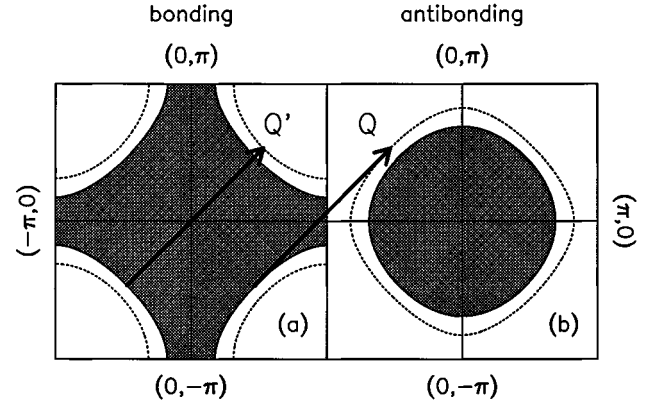 bonding antibonding
(0,π) (0,π)
Q' Q
(−π,0) (π,0)
(a) (b)
(0,−π) (0,−π)